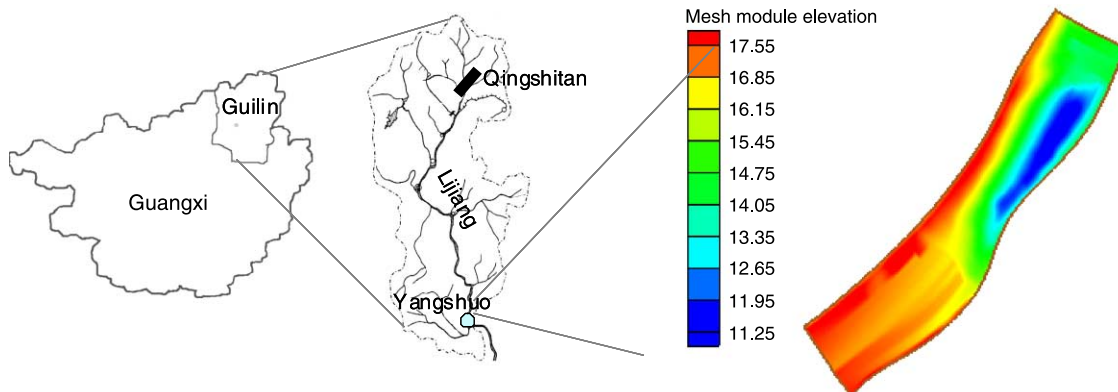 Guilin
Guangxi
Qingshitan
Lijiang
Yangshuo
Mesh module elevation
17.55
16.85
16.15
15.45
14.75
14.05
13.35
12.65
11.95
11.25